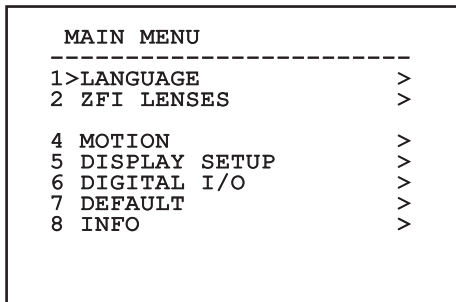 MAIN MENU
--------------------------
1>LANGUAGE >
2 ZFI LENSES >
4 MOTION >
5 DISPLAY SETUP >
6 DIGITAL I/O >
7 DEFAULT >
8 INFO >